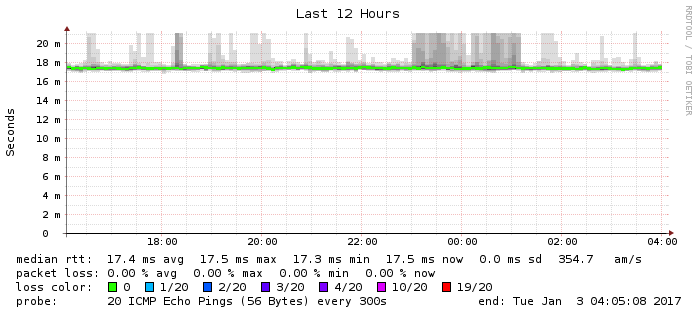 Last 12 Hours
RRDTOOL / TOBI OETIKER
Seconds
20 m
18 m
16 m
14 m
12 m
10 m
8 m
6 m
4 m
2 m
0
18:00 20:00 22:00 00:00 02:00 04:00
median rtt: 17.4 ms avg 17.5 ms max 17.3 ms min 17.5 ms now 0.0 ms sd 354.7 am/s
packet loss: 0.00 % avg 0.00 % max 0.00 % min 0.00 % now
loss color: 0 1/20 2/20 3/20 4/20 10/20 19/20
probe: 20 ICMP Echo Pings (56 Bytes) every 300s end: Tue Jan 3 04:05:08 2017